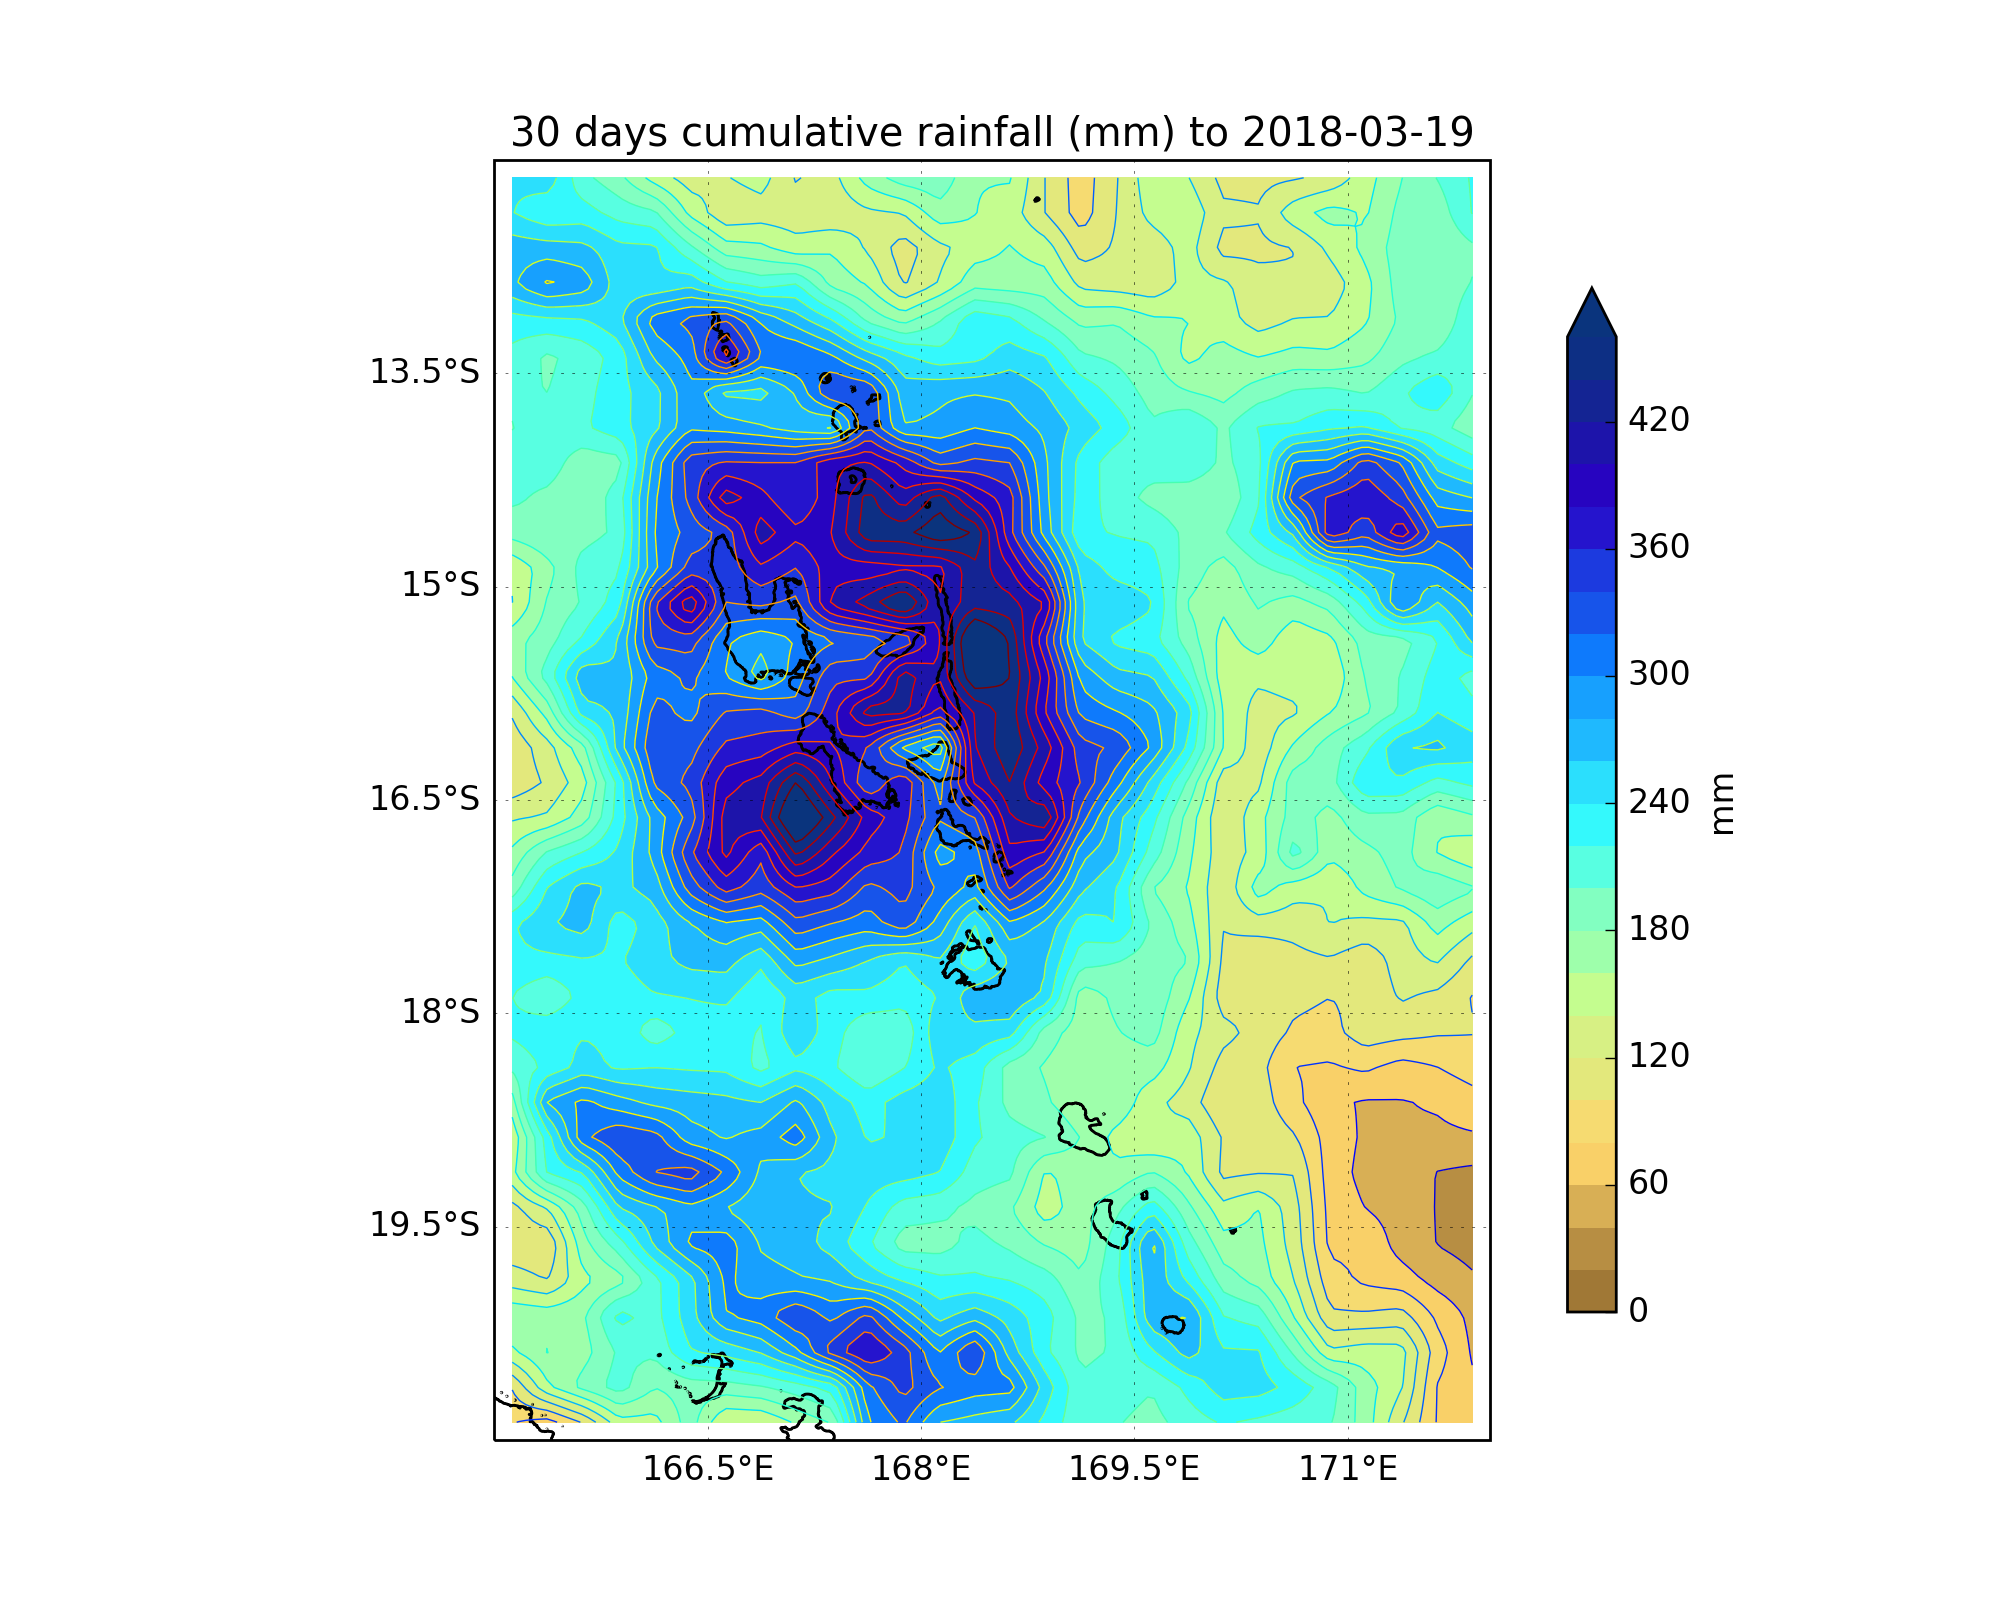 30 days cumulative rainfall (mm) to 2018-03-19
13.5°S
15°S
16.5°S
18°S
19.5°S
166.5°E
168°E
169.5°E
171°E
420
360
300
240
180
120
60
0
mm